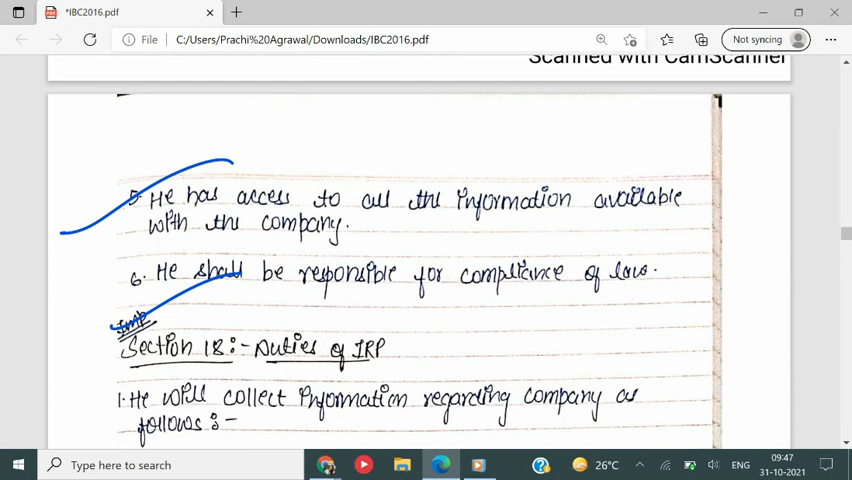 *IBC2016.pdf
File
C:/Users/Prachi%20Agrawal/Downloads/IBC2016.pdf
Not syncing
Scanned with CamScanner
5. He has access to all the information available
with the company.
6. He shall be responsible for compliance of law.
Imp
Section 18:- Duties of IRP
1. He will collect information regarding company as
follows :-
Type here to search
26°C
ENG
09:47
31-10-2021